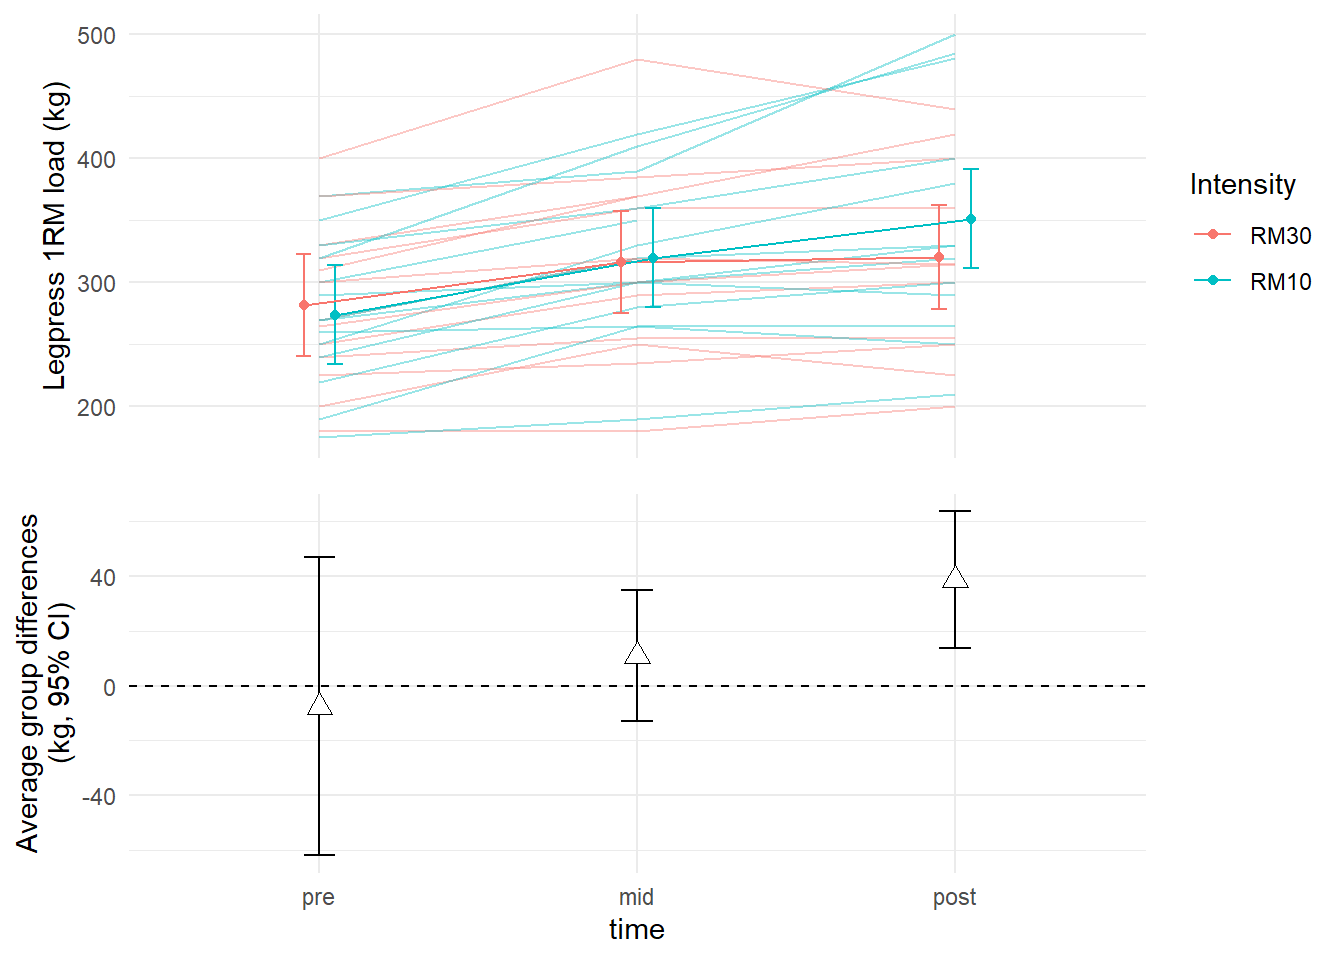 Legpress 1RM load (kg)
500
400
300
200
Intensity
RM30
RM10
Average group differences
(kg, 95% CI)
40
0
-40
pre
mid
post
time